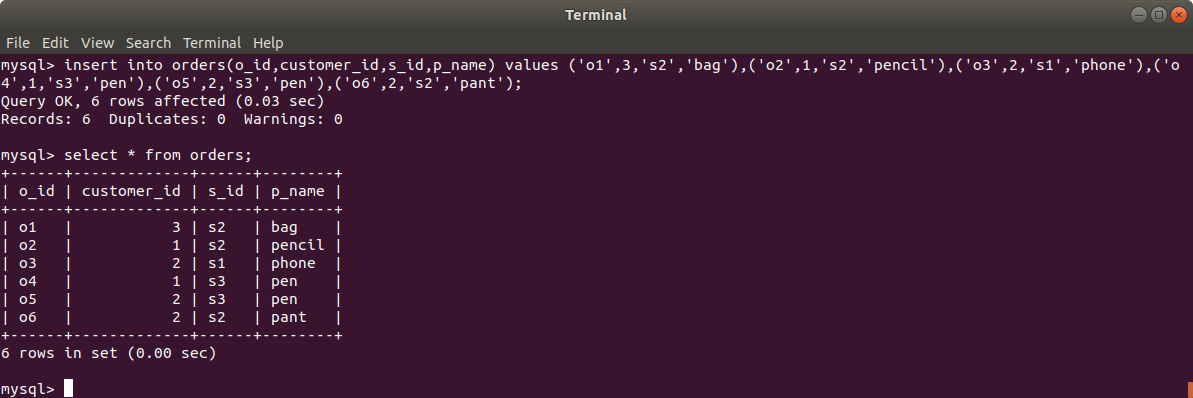 Terminal
File Edit View Search Terminal Help
mysql> insert into orders(o_id,customer_id,s_id,p_name) values ('o1',3,'s2','bag'),('o2',1,'s2','pencil'),('o3',2,'s1','phone'),('o
4',1,'s3','pen'),('o5',2,'s3','pen'),('o6',2,'s2','pant');
Query OK, 6 rows affected (0.03 sec)
Records: 6  Duplicates: 0  Warnings: 0
mysql> select * from orders;
+------+-------------+------+--------+
| o_id | customer_id | s_id | p_name |
+------+-------------+------+--------+
| o1   |           3 | s2   | bag    |
| o2   |           1 | s2   | pencil |
| o3   |           2 | s1   | phone  |
| o4   |           1 | s3   | pen    |
| o5   |           2 | s3   | pen    |
| o6   |           2 | s2   | pant   |
+------+-------------+------+--------+
6 rows in set (0.00 sec)
mysql>